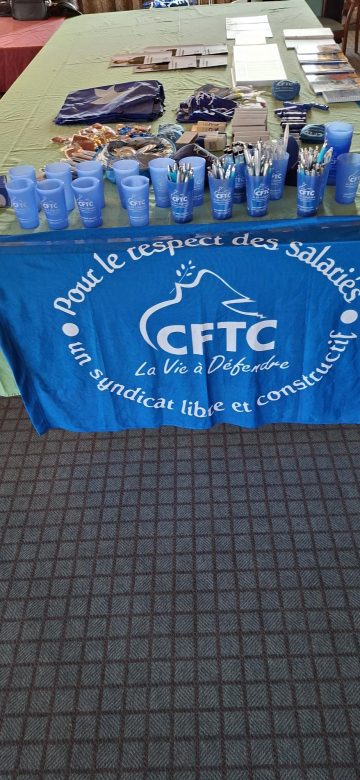 Pour le respect des salariés
CFTC
La Vie à Défendre
un syndicat libre et constructif